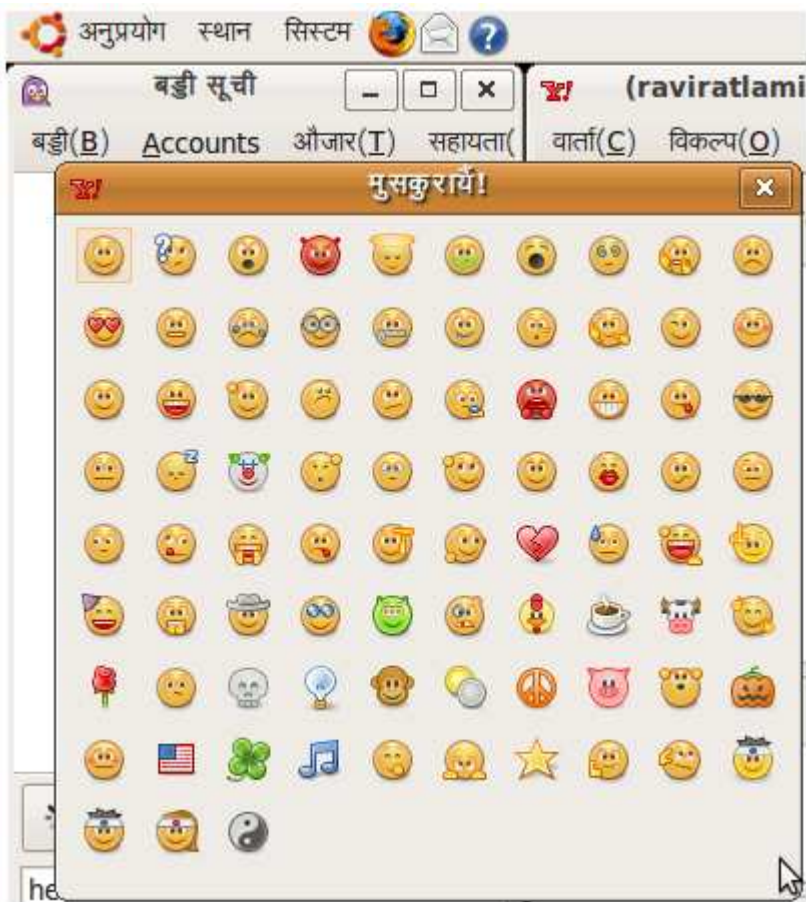 अनुप्रयोग स्थान सिस्टम
बड्डी सूची
(raviratlami
बड्डी(B) Accounts औजार(T) सहायता(
वार्ता(C) विकल्प(O)
मुसकुरायें!
he